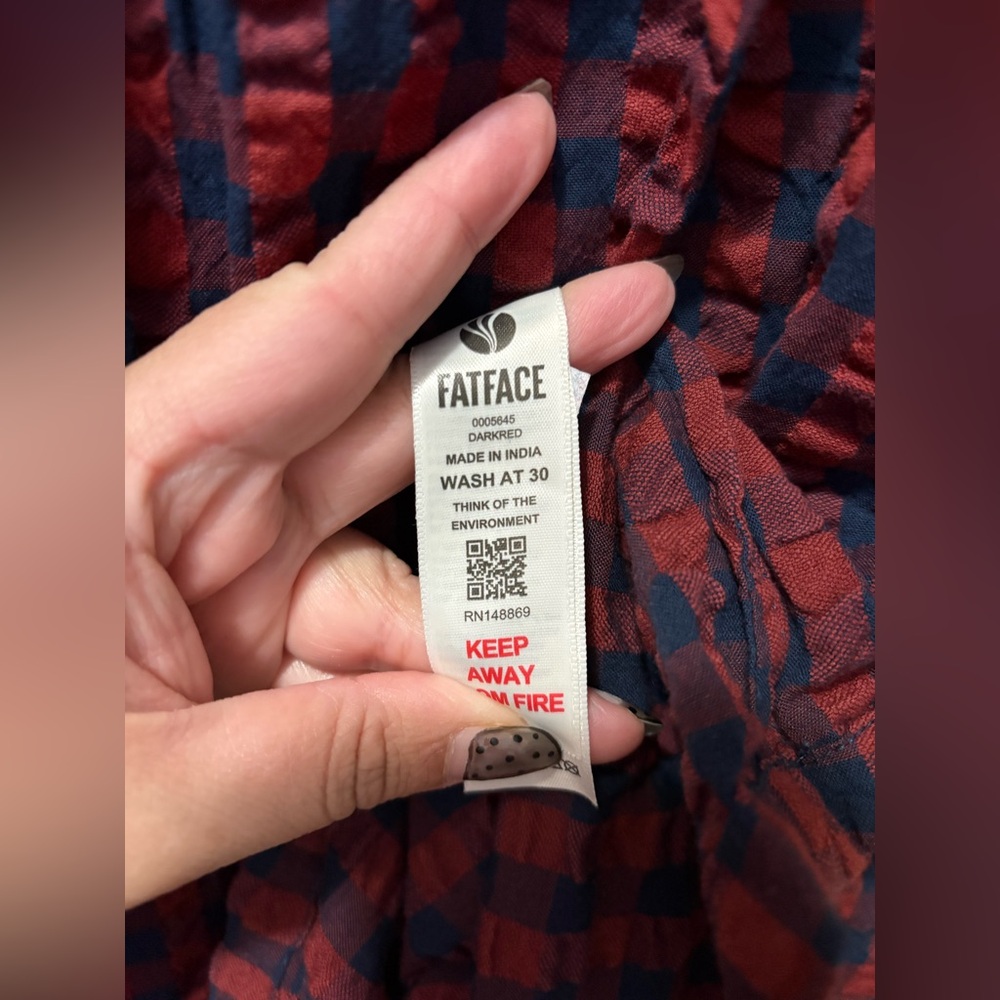 FATFACE
0005645
DARKRED
MADE IN INDIA
WASH AT 30
THINK OF THE
ENVIRONMENT
RN148869
KEEP
AWAY
FIRE